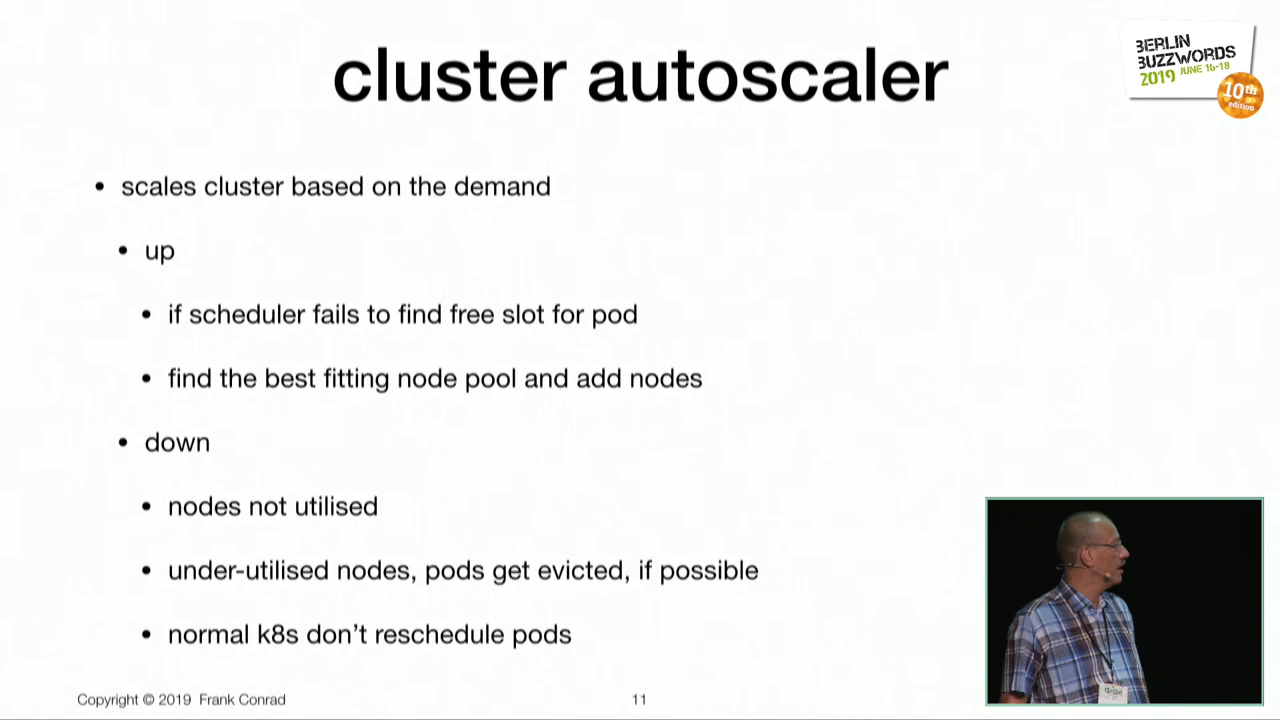 cluster autoscaler
BERLIN
BUZZWORDS
2019 JUNE 16-18
10th
edition
• scales cluster based on the demand
• up
• if scheduler fails to find free slot for pod
• find the best fitting node pool and add nodes
• down
• nodes not utilised
• under-utilised nodes, pods get evicted, if possible
• normal k8s don’t reschedule pods
Copyright © 2019 Frank Conrad
11